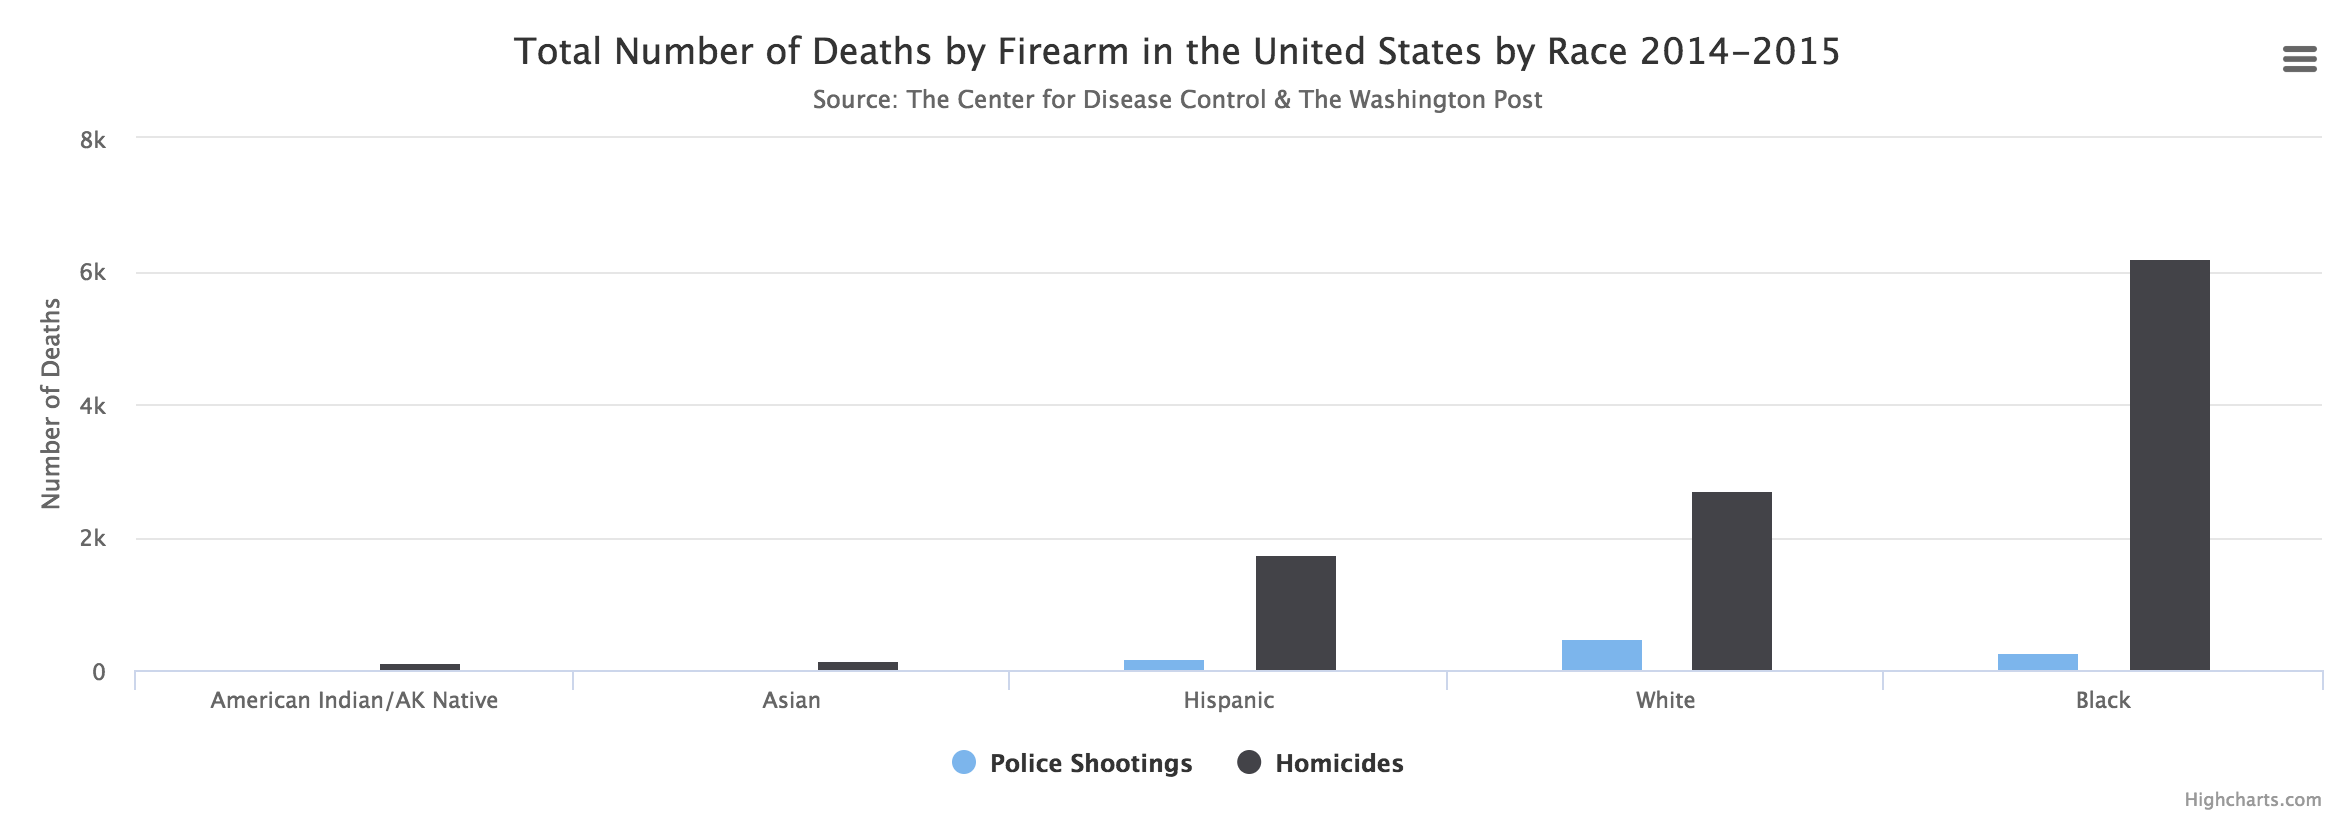 Total Number of Deaths by Firearm in the United States by Race 2014–2015
Source: The Center for Disease Control & The Washington Post
Number of Deaths
8k
6k
4k
2k
0
American Indian/AK Native
Asian
Hispanic
White
Black
Police Shootings
Homicides
Highcharts.com